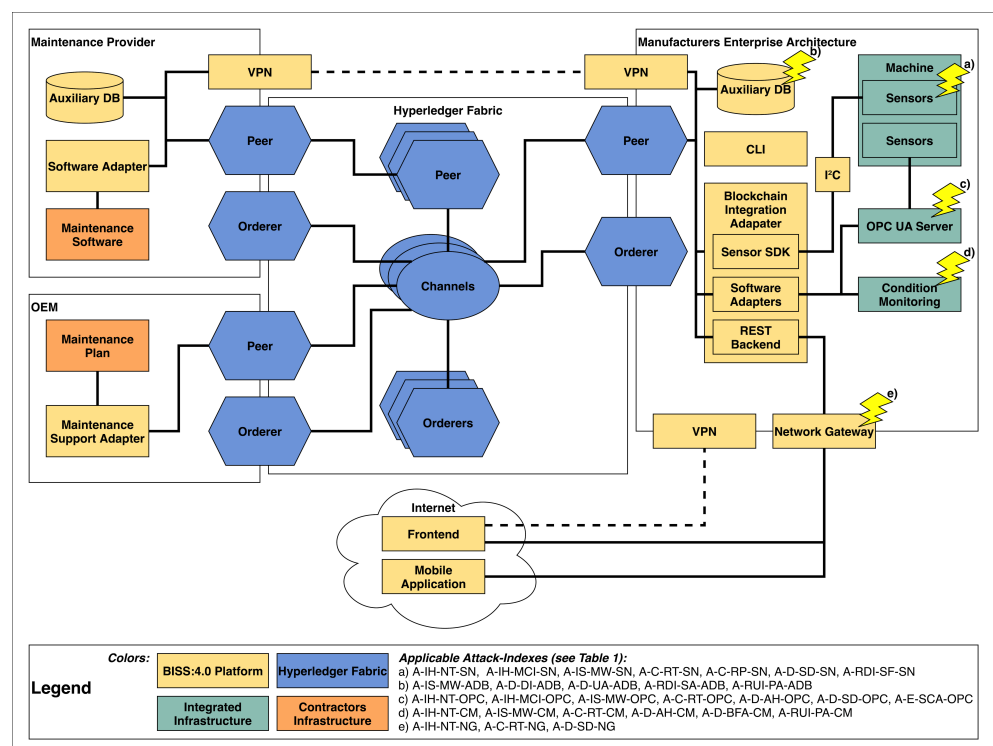 Maintenance Provider
Auxiliary DB
Software Adapter
Maintenance
Software
VPN
VPN
Peer
Orderer
Hyperledger Fabric
Peer
Channels
Orderers
Peer
Orderer
OEM
Maintenance
Plan
Maintenance
Support Adapter
Peer
Orderer
Manufacturers Enterprise Architecture
b)
Auxiliary DB
CLI
Blockchain
Integration
Adapater
Sensor SDK
Software
Adapters
REST
Backend
I²C
Machine
a)
Sensors
Sensors
c)
OPC UA Server
d)
Condition
Monitoring
VPN
e)
Network Gateway
Internet
Frontend
Mobile
Application
Legend
Colors:
BISS:4.0 Platform
Hyperledger Fabric
Integrated
Infrastructure
Contractors
Infrastructure
Applicable Attack-Indexes (see Table 1):
a) A-IH-NT-SN, A-IH-MCI-SN, A-IS-MW-SN, A-C-RT-SN, A-C-RP-SN, A-D-SD-SN, A-RDI-SF-SN
b) A-IS-MW-ADB, A-D-DI-ADB, A-D-UA-ADB, A-RDI-SA-ADB, A-RUI-PA-ADB
c) A-IH-NT-OPC, A-IH-MCI-OPC, A-IS-MW-OPC, A-C-RT-OPC, A-D-AH-OPC, A-D-SD-OPC, A-E-SCA-OPC
d) A-IH-NT-CM, A-IS-MW-CM, A-C-RT-CM, A-D-AH-CM, A-D-BFA-CM, A-RUI-PA-CM
e) A-IH-NT-NG, A-C-RT-NG, A-D-SD-NG